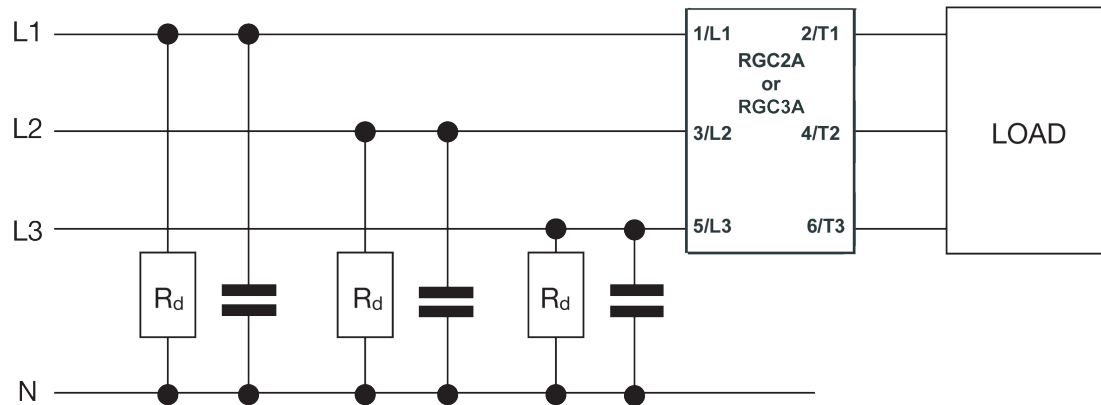 L1
1/L1 2/T1
RGC2A
or
RGC3A
L2
3/L2 4/T2
LOAD
L3
5/L3 6/T3
Rd Rd Rd
N